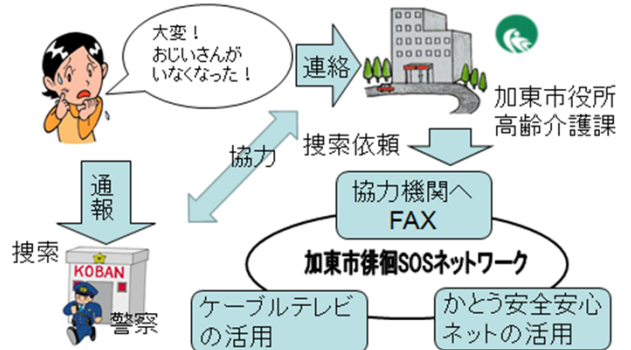 大変！
おじいさんが
いなくなった！
連絡
加東市役所
高齢介護課
協力
捜索依頼
通報
協力機関へ
FAX
捜索
KOBAN
警察
加東市徘徊SOSネットワーク
ケーブルテレビ
の活用
かとう安全安心
ネットの活用